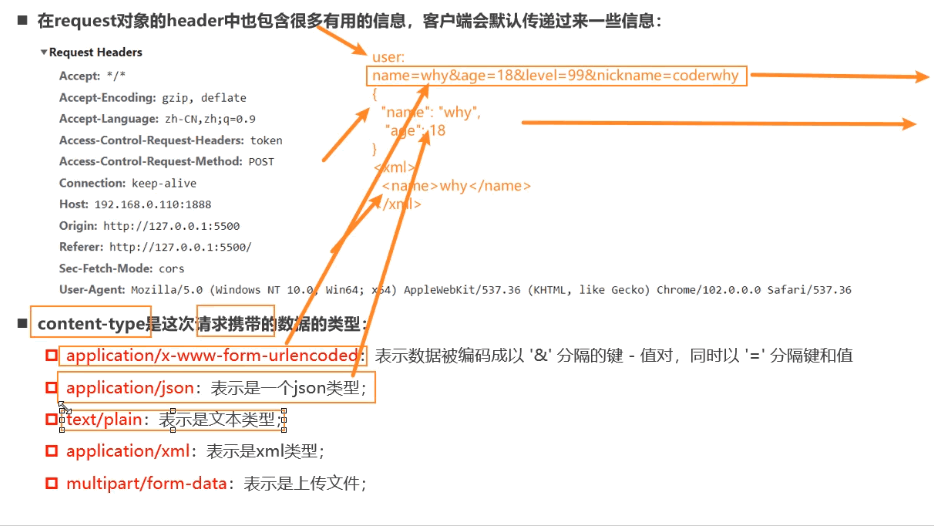 在request对象的header中也包含很多有用的信息，客户端会默认传递过来一些信息：
Request Headers
Accept: */*
Accept-Encoding: gzip, deflate
Accept-Language: zh-CN,zh;q=0.9
Access-Control-Request-Headers: token
Access-Control-Request-Method: POST
Connection: keep-alive
Host: 192.168.0.110:1888
Origin: http://127.0.0.1:5500
Referer: http://127.0.0.1:5500/
Sec-Fetch-Mode: cors
User-Agent: Mozilla/5.0 (Windows NT 10.0; Win64; x64) AppleWebKit/537.36 (KHTML, like Gecko) Chrome/102.0.0.0 Safari/537.36
user:
name=why&age=18&level=99&nickname=coderwhy
{
"name": "why",
"age": 18
}
<xml>
<name>why</name>
</xml>
content-type是这次请求携带的数据的类型：
application/x-www-form-urlencoded：表示数据被编码成以 '&' 分隔的键 - 值对，同时以 '=' 分隔键和值
application/json：表示是一个json类型；
text/plain：表示是文本类型；
application/xml：表示是xml类型；
multipart/form-data：表示是上传文件；